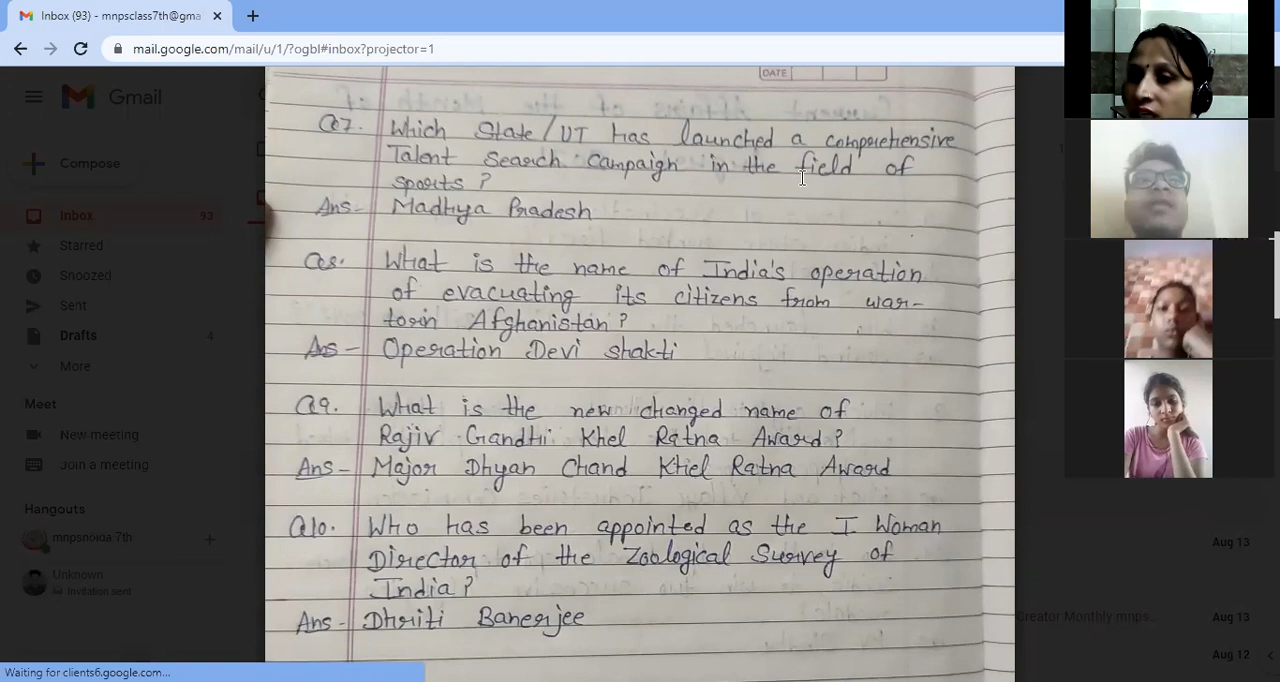 Inbox (93) - mnpsclass7th@gma
mail.google.com/mail/u/1/?ogbl#inbox?projector=1
Gmail
Compose
Inbox 93
Starred
Snoozed
Sent
Drafts 4
More
Meet
New meeting
Join a meeting
Hangouts
mnpsnoida 7th
Unknown
Invitation sent
DATE
Q7. Which State/UT has launched a comprehensive
Talent Search Campaign in the field of
sports?
Ans- Madhya Pradesh
Q8. What is the name of India's operation
of evacuating its citizens from war-
torn Afghanistan?
Ans- Operation Devi shakti
Q9. What is the new changed name of
Rajiv Gandhi Khel Ratna Award?
Ans- Major Dhyan Chand Khel Ratna Award
Q10. Who has been appointed as the I Woman
Director of the Zoological Survey of
India?
Ans- Dhriti Banerjee
Aug 13
Creator Monthly mnps... Aug 13
Aug 12
Waiting for clients6.google.com...